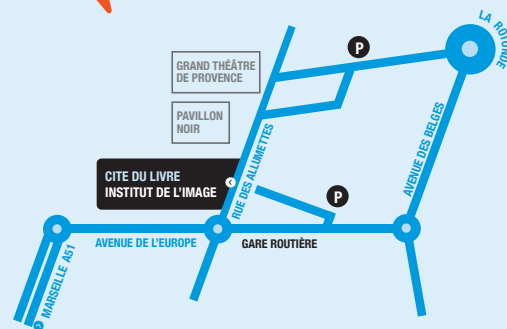 LA ROTONDE
P
GRAND THÉÂTRE
DE PROVENCE
PAVILLON
NOIR
RUE DES ALLUMETTES
AVENUE DES BELGES
CITE DU LIVRE
INSTITUT DE L'IMAGE
P
AVENUE DE L'EUROPE
GARE ROUTIÈRE
MARSEILLE A51